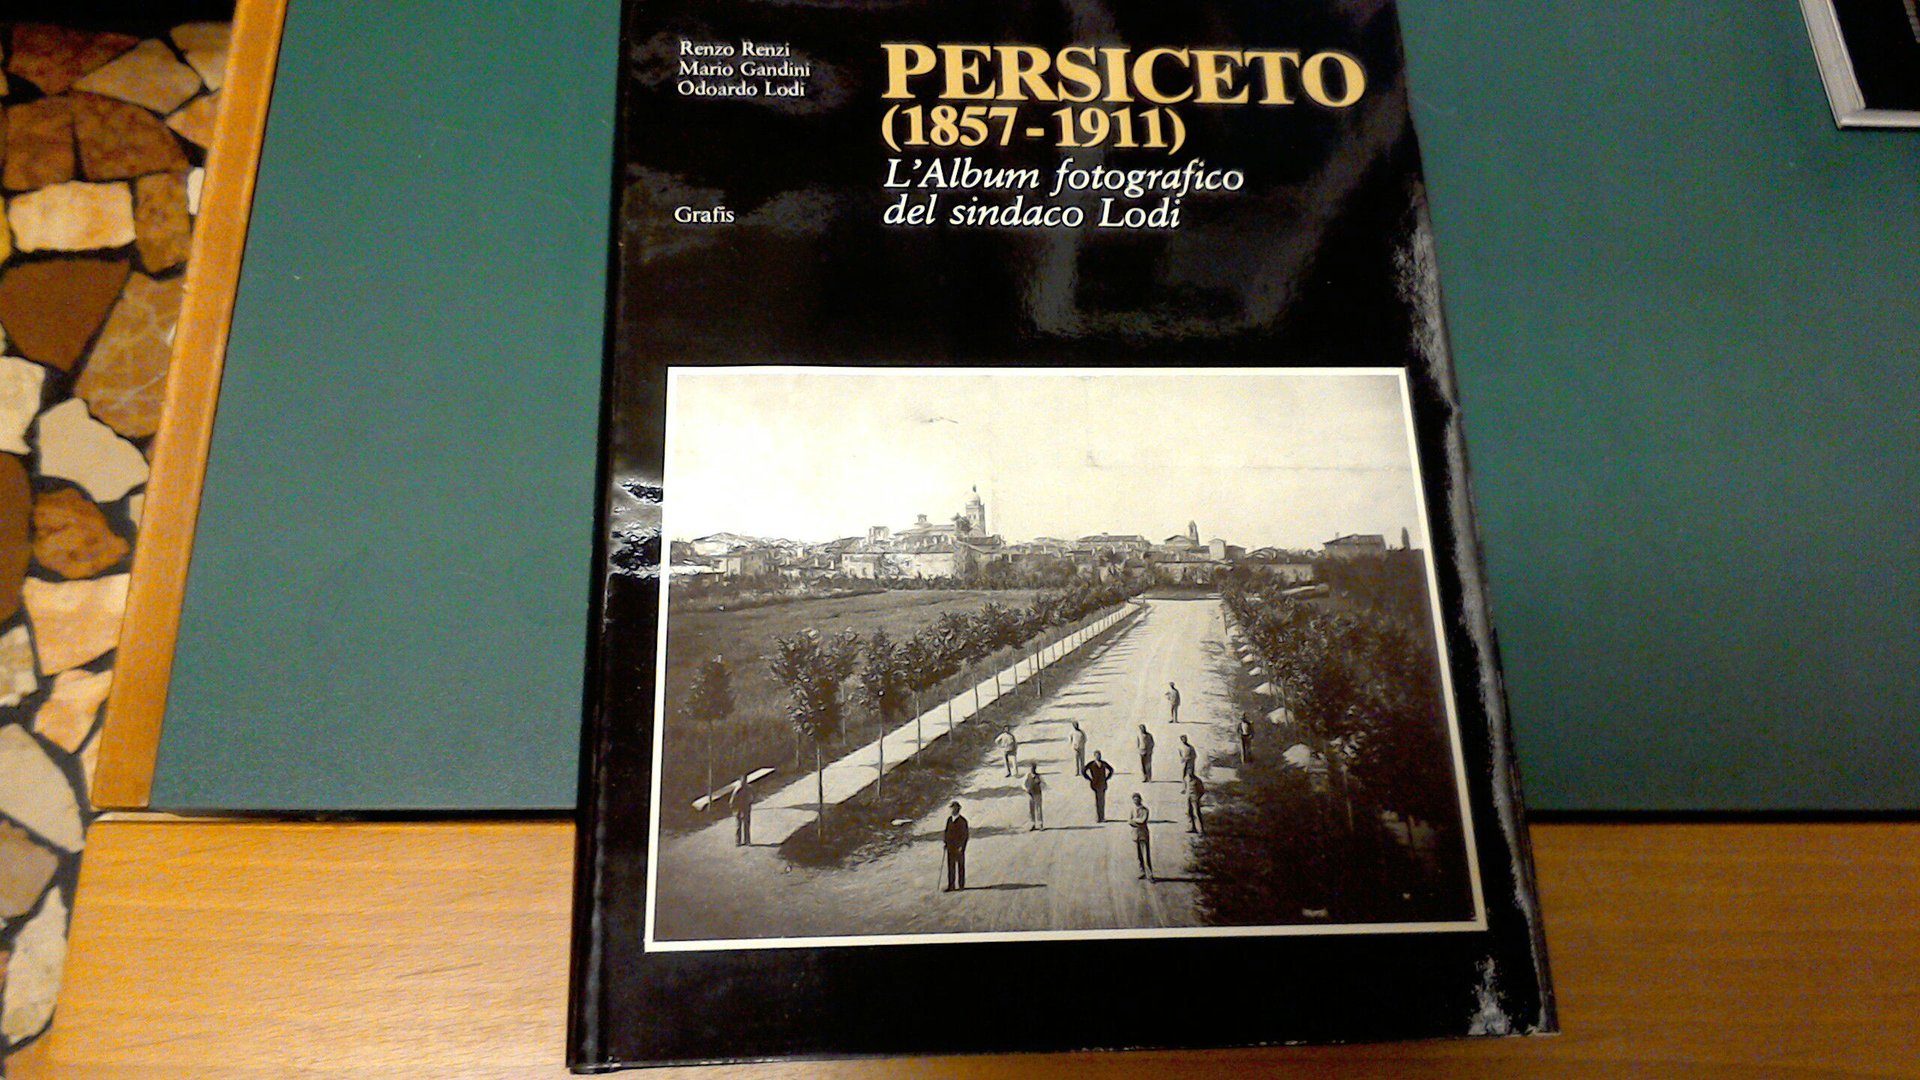 Renzo Renzi
Mario Gandini
Odoardo Lodi
PERSICETO
(1857-1911)
L'Album fotografico
del sindaco Lodi
Grafis